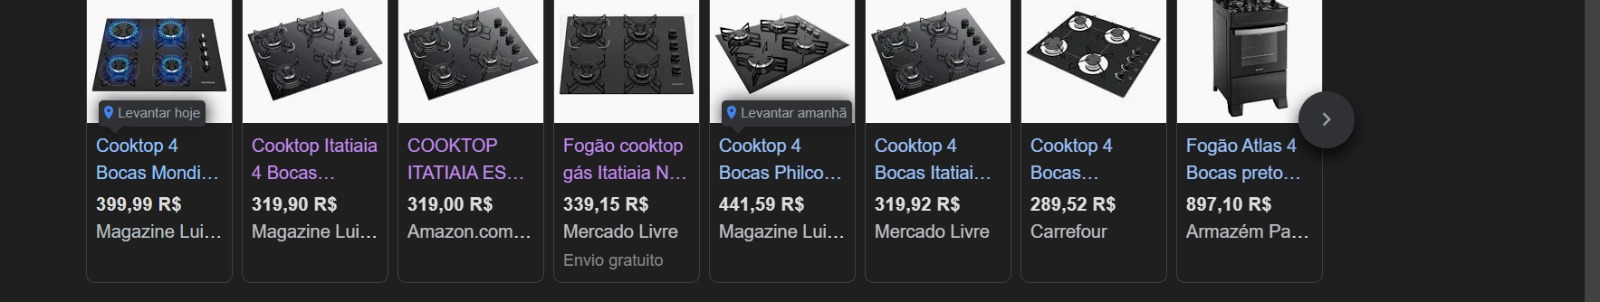 Levantar hoje
Cooktop 4
Bocas Mondi...
399,99 R$
Magazine Lui...
Cooktop Itatiaia
4 Bocas...
319,90 R$
Magazine Lui...
COOKTOP
ITATIAIA ES...
319,00 R$
Amazon.com...
Fogão cooktop
gás Itatiaia N...
339,15 R$
Mercado Livre
Envio gratuito
Levantar amanhã
Cooktop 4
Bocas Philco...
441,59 R$
Magazine Lui...
Cooktop 4
Bocas Itatiai...
319,92 R$
Mercado Livre
Cooktop 4
Bocas...
289,52 R$
Carrefour
Fogão Atlas 4
Bocas preto...
897,10 R$
Armazém Pa...